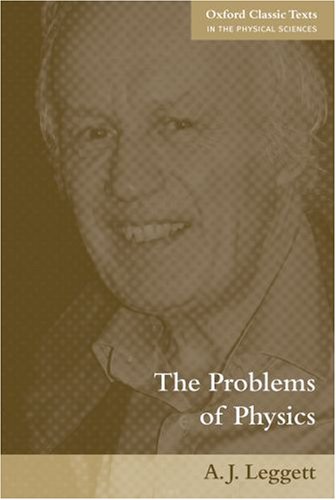 Oxford Classic Texts
IN THE PHYSICAL SCIENCES
The Problems
of Physics
A. J. Leggett